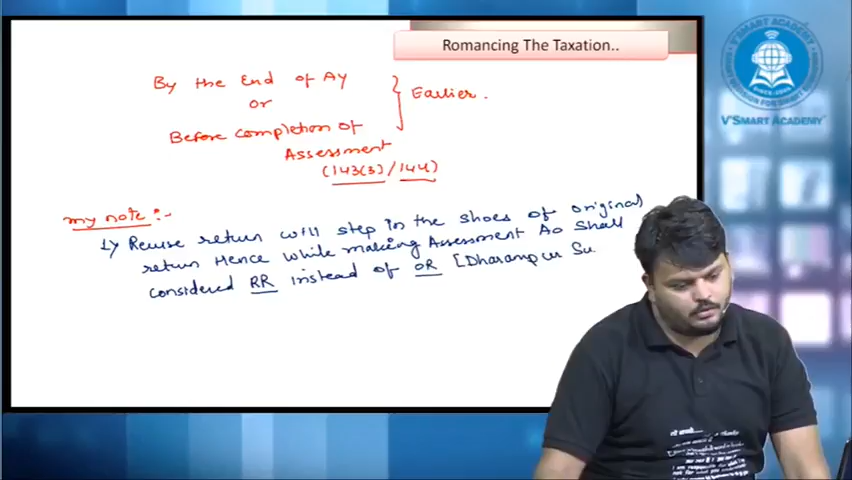 Romancing The Taxation..
V'SMART ACADEMY
V'SMART ACADEMY®
By the End of AY
or
Earlier.
Before completion of
Assessment
(143(3)/144)
my note :-
1) Revise return will step in the shoes of original
return Hence while making Assessment AO shall
considered RR instead of OR [Dharampur Su